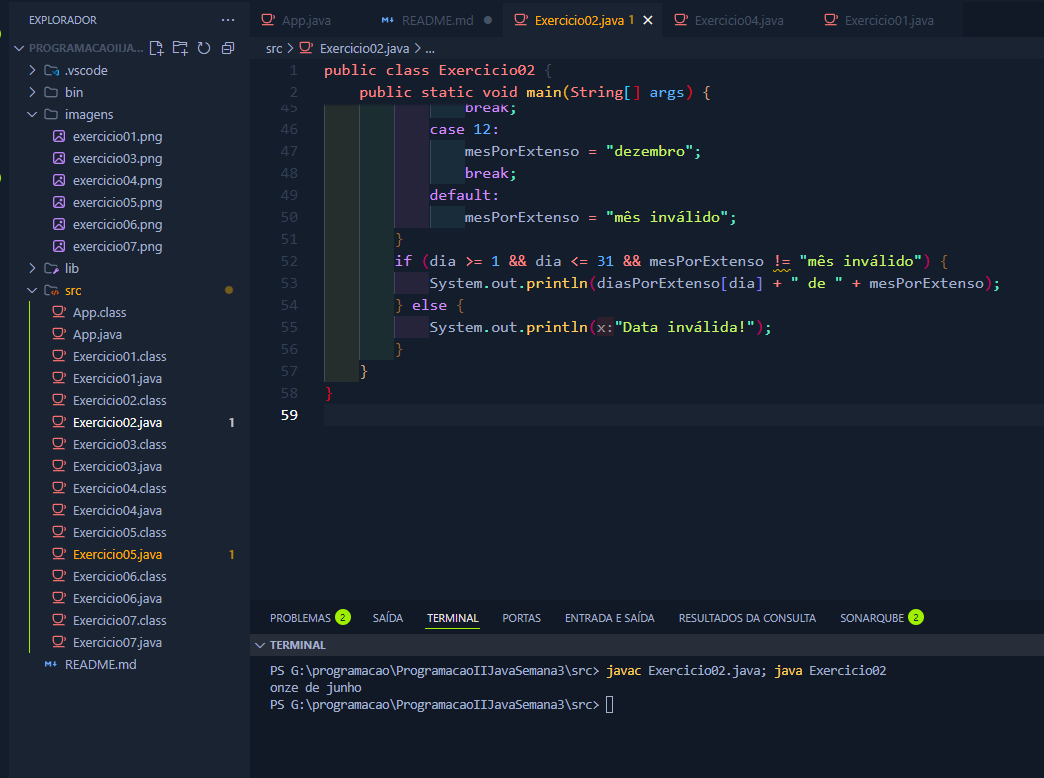 EXPLORADOR ...
PROGRAMACAOIIJA...
.vscode
bin
imagens
exercicio01.png
exercicio03.png
exercicio04.png
exercicio05.png
exercicio06.png
exercicio07.png
lib
src
App.class
App.java
Exercicio01.class
Exercicio01.java
Exercicio02.class
Exercicio02.java 1
Exercicio03.class
Exercicio03.java
Exercicio04.class
Exercicio04.java
Exercicio05.class
Exercicio05.java 1
Exercicio06.class
Exercicio06.java
Exercicio07.class
Exercicio07.java
README.md
App.java README.md Exercicio02.java 1 Exercicio04.java Exercicio01.java
src > Exercicio02.java > ...
1 public class Exercicio02 {
2 public static void main(String[] args) {
45 break;
46 case 12:
47 mesPorExtenso = "dezembro";
48 break;
49 default:
50 mesPorExtenso = "mês inválido";
51 }
52 if (dia >= 1 && dia <= 31 && mesPorExtenso != "mês inválido") {
53 System.out.println(diasPorExtenso[dia] + " de " + mesPorExtenso);
54 } else {
55 System.out.println(x:"Data inválida!");
56 }
57 }
58 }
59
PROBLEMAS 2 SAÍDA TERMINAL PORTAS ENTRADA E SAÍDA RESULTADOS DA CONSULTA SONARQUBE 2
TERMINAL
PS G:\programacao\ProgramacaoIIJavaSemana3\src> javac Exercicio02.java; java Exercicio02
onze de junho
PS G:\programacao\ProgramacaoIIJavaSemana3\src>